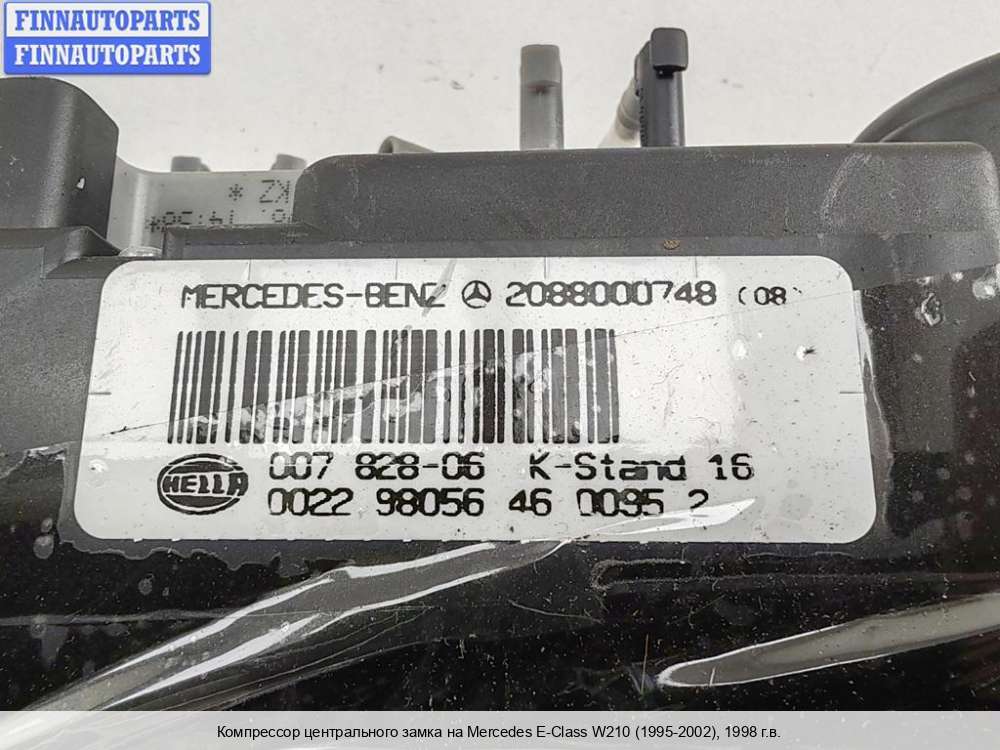 FINNAUTOPARTS
FINNAUTOPARTS
KZ *
MERCEDES-BENZ 2088000748 (08)
007 828-06 K-Stand 16
HELLA
0022 98056 46 0095 2
Компрессор центрального замка на Mercedes E-Class W210 (1995-2002), 1998 г.в.